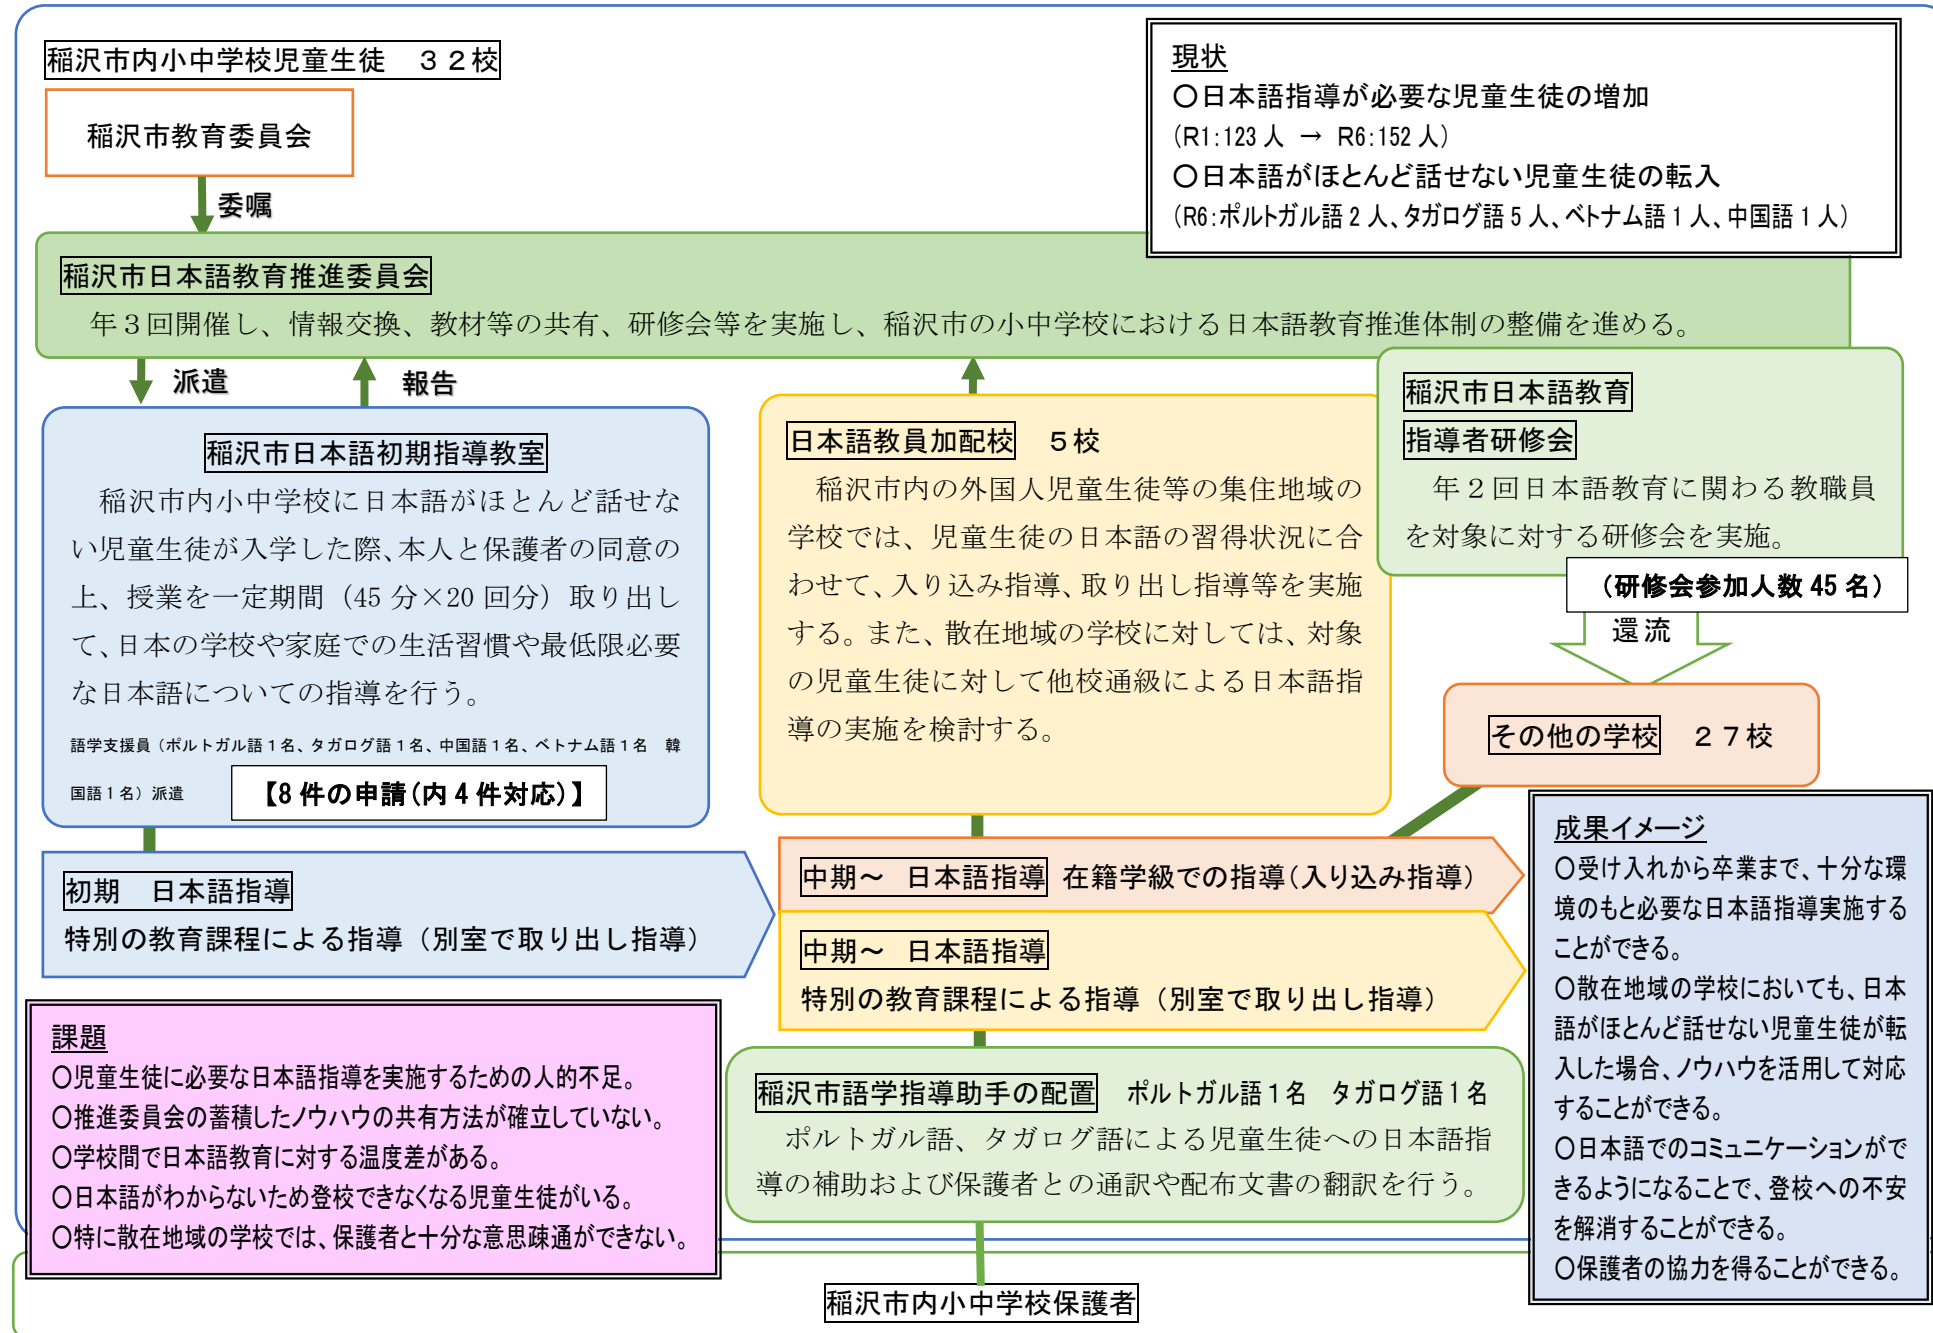 稲沢市内小中学校児童生徒　３２校
稲沢市教育委員会
委嘱
現状
〇日本語指導が必要な児童生徒の増加
（R1：123人 → R6：152人）
〇日本語がほとんど話せない児童生徒の転入
（R6：ポルトガル語2人、タガログ語5人、ベトナム語1人、中国語1人）
稲沢市日本語教育推進委員会
年３回開催し、情報交換、教材等の共有、研修会等を実施し、稲沢市の小中学校における日本語教育推進体制の整備を進める。
派遣
報告
稲沢市日本語初期指導教室
稲沢市内小中学校に日本語がほとんど話せな
い児童生徒が入学した際、本人と保護者の同意の
上、授業を一定期間（45分×20回分）取り出し
て、日本の学校や家庭での生活習慣や最低限必要
な日本語についての指導を行う。
語学支援員（ポルトガル語１名、タガログ語１名、中国語１名、ベトナム語１名　韓
国語１名）派遣
【8件の申請（内4件対応）】
日本語教員加配校　５校
稲沢市内の外国人児童生徒等の集住地域の
学校では、児童生徒の日本語の習得状況に合
わせて、入り込み指導、取り出し指導等を実施
する。また、散在地域の学校に対しては、対象
の児童生徒に対して他校通級による日本語指
導の実施を検討する。
稲沢市日本語教育
指導者研修会
年２回日本語教育に関わる教職員
を対象に対する研修会を実施。
（研修会参加人数45名）
還流
その他の学校　２７校
初期　日本語指導
特別の教育課程による指導（別室で取り出し指導）
中期～　日本語指導 在籍学級での指導（入り込み指導）
中期～　日本語指導
特別の教育課程による指導（別室で取り出し指導）
課題
〇児童生徒に必要な日本語指導を実施するための人的不足。
〇推進委員会の蓄積したノウハウの共有方法が確立していない。
〇学校間で日本語教育に対する温度差がある。
〇日本語がわからないため登校できなくなる児童生徒がいる。
〇特に散在地域の学校では、保護者と十分な意思疎通ができない。
稲沢市語学指導助手の配置　ポルトガル語１名　タガログ語１名
ポルトガル語、タガログ語による児童生徒への日本語指
導の補助および保護者との通訳や配布文書の翻訳を行う。
成果イメージ
〇受け入れから卒業まで、十分な環
境のもと必要な日本語指導実施する
ことができる。
〇散在地域の学校においても、日本
語がほとんど話せない児童生徒が転
入した場合、ノウハウを活用して対応
することができる。
〇日本語でのコミュニケーションがで
きるようになることで、登校への不安
を解消することができる。
〇保護者の協力を得ることができる。
稲沢市内小中学校保護者